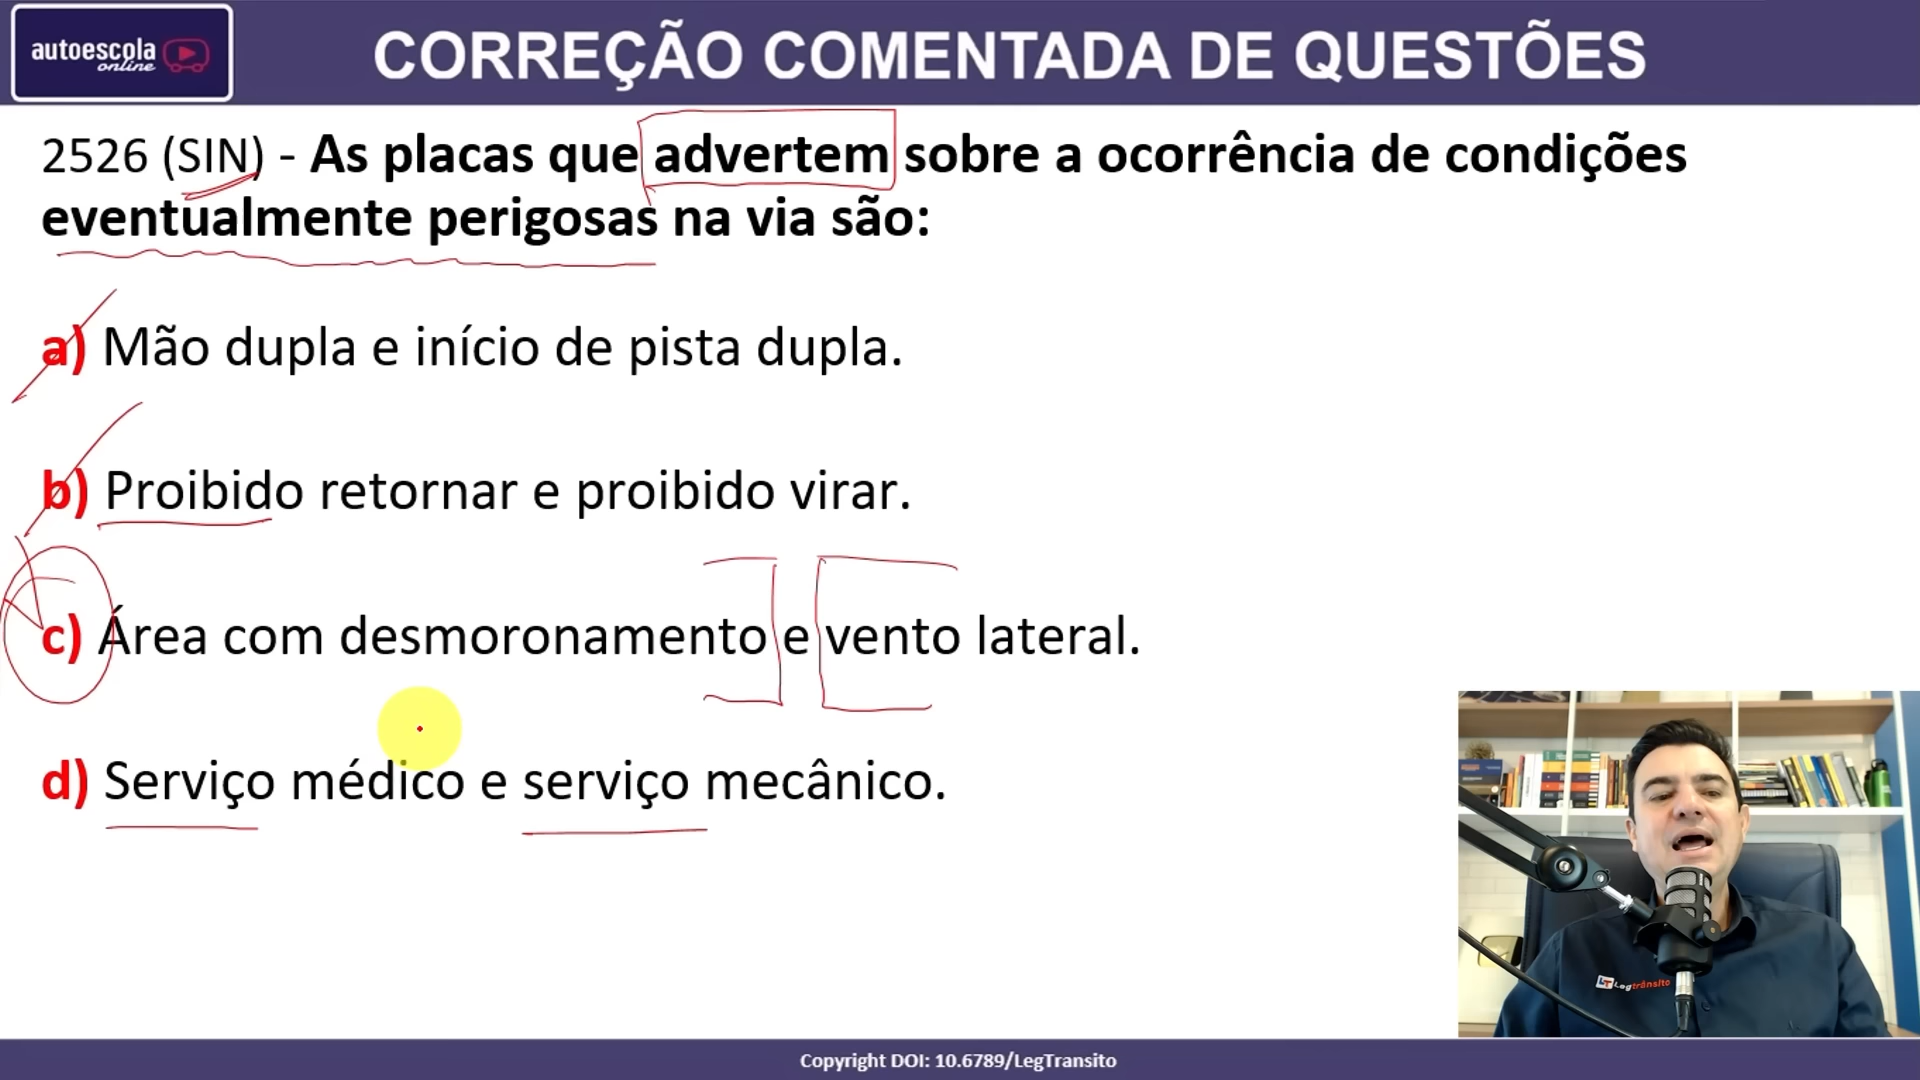 autoescola
online
CORREÇÃO COMENTADA DE QUESTÕES
2526 (SIN) - As placas que advertem sobre a ocorrência de condições
eventualmente perigosas na via são:
a) Mão dupla e início de pista dupla.
b) Proibido retornar e proibido virar.
c) Área com desmoronamento e vento lateral.
d) Serviço médico e serviço mecânico.
LT Legtrânsito
Copyright DOI: 10.6789/LegTransito